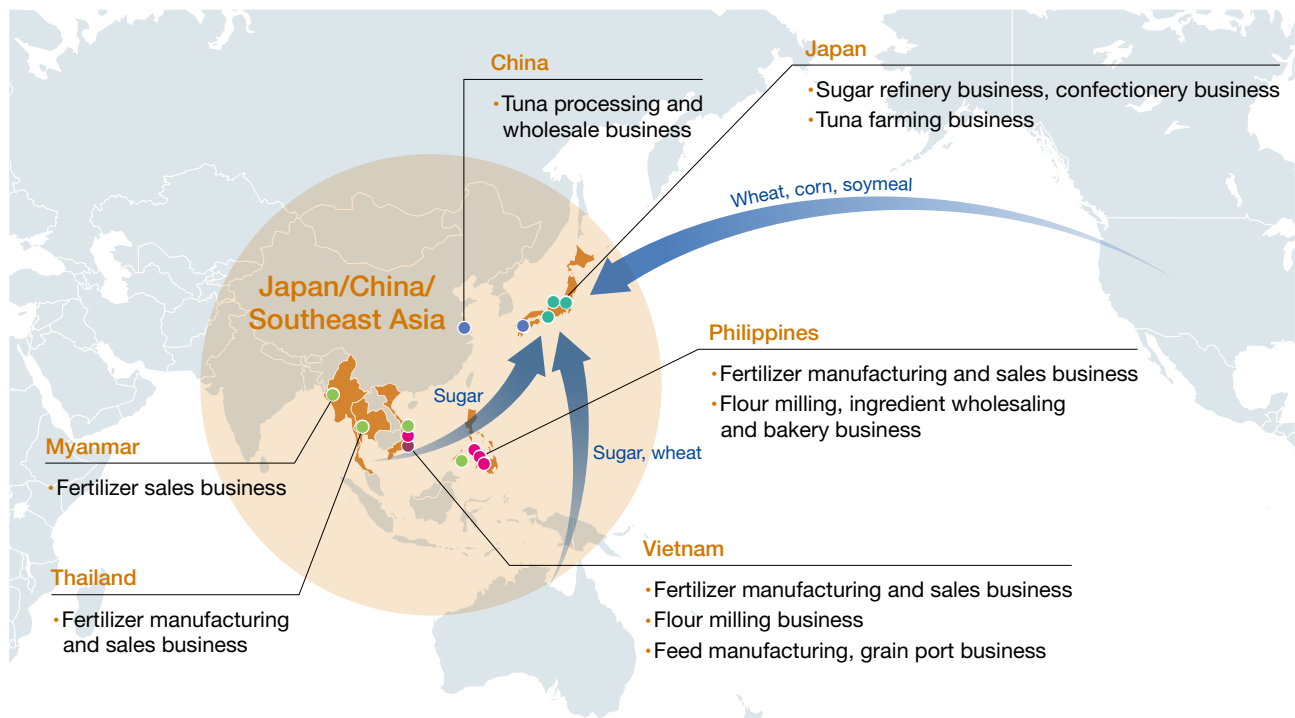 China
・Tuna processing and
wholesale business
Japan
・Sugar refinery business, confectionery business
・Tuna farming business
Wheat, corn, soymeal
Japan/China/
Southeast Asia
Philippines
・Fertilizer manufacturing and sales business
・Flour milling, ingredient wholesaling
and bakery business
Sugar
Sugar, wheat
Myanmar
・Fertilizer sales business
Thailand
・Fertilizer manufacturing
and sales business
Vietnam
・Fertilizer manufacturing and sales business
・Flour milling business
・Feed manufacturing, grain port business